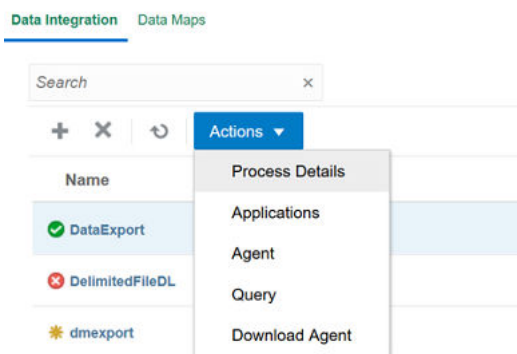 Data Integration Data Maps
Search
Actions
Name
Process Details
Applications
Agent
Query
Download Agent
DataExport
DelimitedFileDL
dmexport